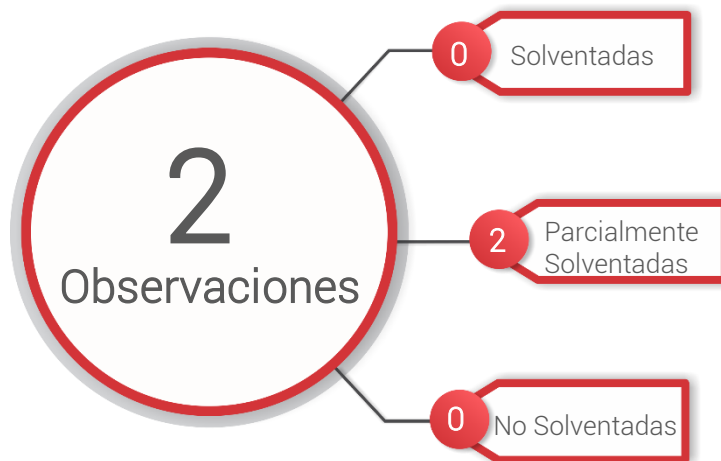 2
Observaciones
0
Solventadas
2
Parcialmente
Solventadas
0
No Solventadas